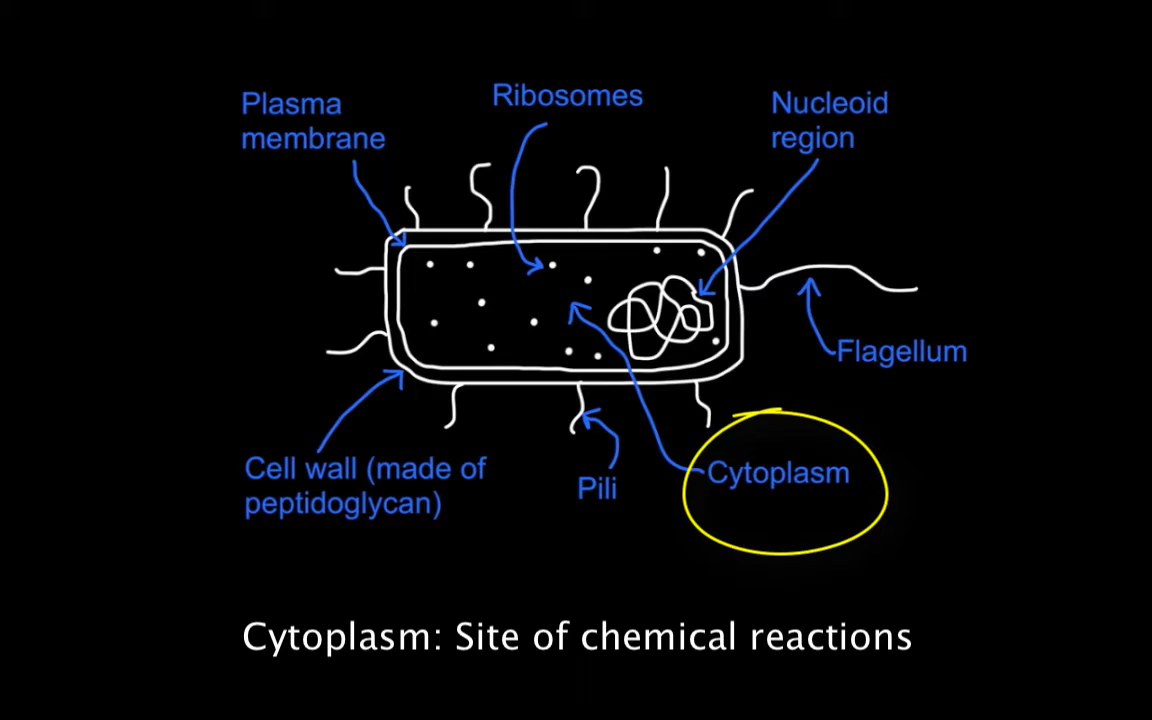 Plasma
membrane
Ribosomes
Nucleoid
region
Flagellum
Cell wall (made of
peptidoglycan)
Pili
Cytoplasm
Cytoplasm: Site of chemical reactions